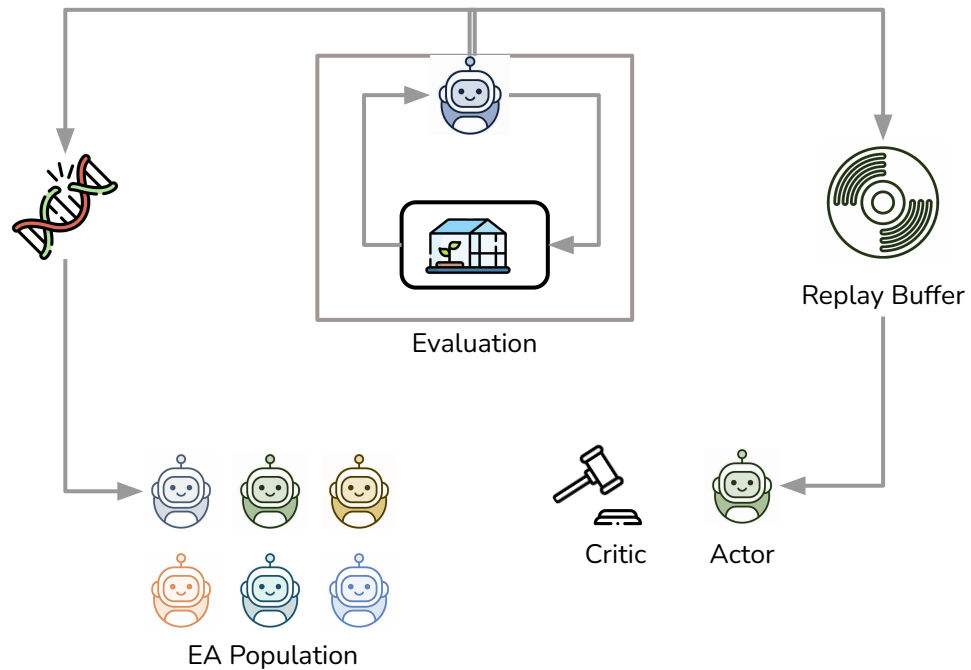 Replay Buffer
Evaluation
Critic
Actor
EA Population